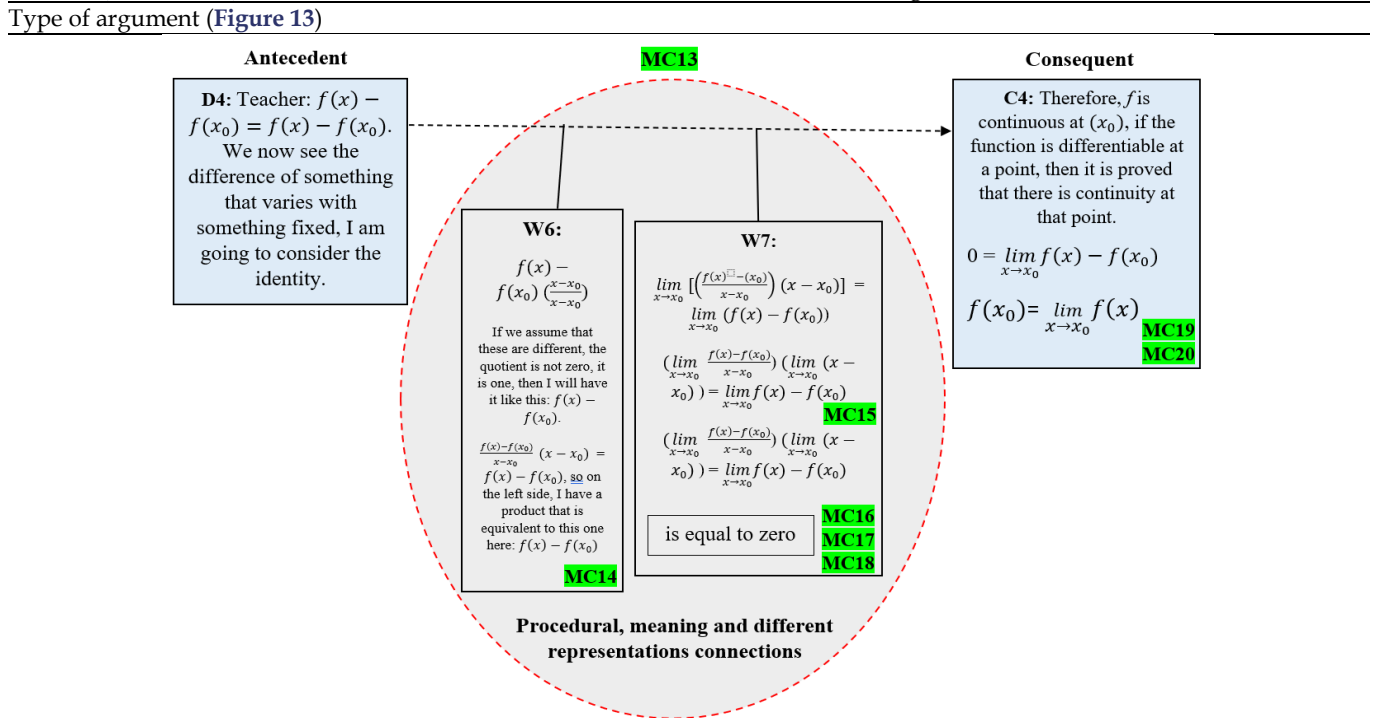 Type of argument (Figure 13)
Antecedent
MC13
Consequent
D4: Teacher: f(x) −
f(x₀) = f(x) − f(x₀).
We now see the
difference of something
that varies with
something fixed, I am
going to consider the
identity.
W6:
f(x) −
f(x₀) (x−x₀/x−x₀)
If we assume that
these are different, the
quotient is not zero, it
is one, then I will have
it like this: f(x) −
f(x₀).
f(x)−f(x₀)/x−x₀ (x − x₀) =
f(x) − f(x₀), so on
the left side, I have a
product that is
equivalent to this one
here: f(x) − f(x₀)
MC14
W7:
lim x→x₀ [(f(x)□−(x₀)/x−x₀) (x − x₀)] =
lim x→x₀ (f(x) − f(x₀))
(lim x→x₀ f(x)−f(x₀)/x−x₀) (lim x→x₀ (x −
x₀) ) = lim x→x₀ f(x) − f(x₀)
MC15
(lim x→x₀ f(x)−f(x₀)/x−x₀) (lim x→x₀ (x −
x₀) ) = lim x→x₀ f(x) − f(x₀)
is equal to zero
MC16
MC17
MC18
C4: Therefore, f is
continuous at (x₀), if the
function is differentiable at
a point, then it is proved
that there is continuity at
that point.
0 = lim x→x₀ f(x) − f(x₀)
f(x₀)= lim x→x₀ f(x)
MC19
MC20
Procedural, meaning and different
representations connections